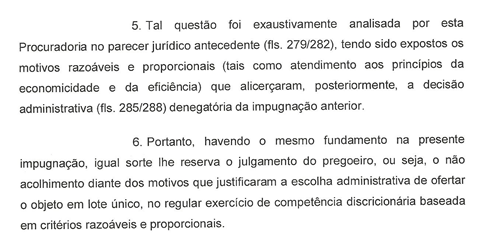 5. Tal questão foi exaustivamente analisada por esta
Procuradoria no parecer jurídico antecedente (fls. 279/282), tendo sido expostos os
motivos razoáveis e proporcionais (tais como atendimento aos princípios da
economicidade e da eficiência) que alicerçaram, posteriormente, a decisão
administrativa (fls. 285/288) denegatória da impugnação anterior.
6. Portanto, havendo o mesmo fundamento na presente
impugnação, igual sorte lhe reserva o julgamento do pregoeiro, ou seja, o não
acolhimento diante dos motivos que justificaram a escolha administrativa de ofertar
o objeto em lote único, no regular exercício de competência discricionária baseada
em critérios razoáveis e proporcionais.